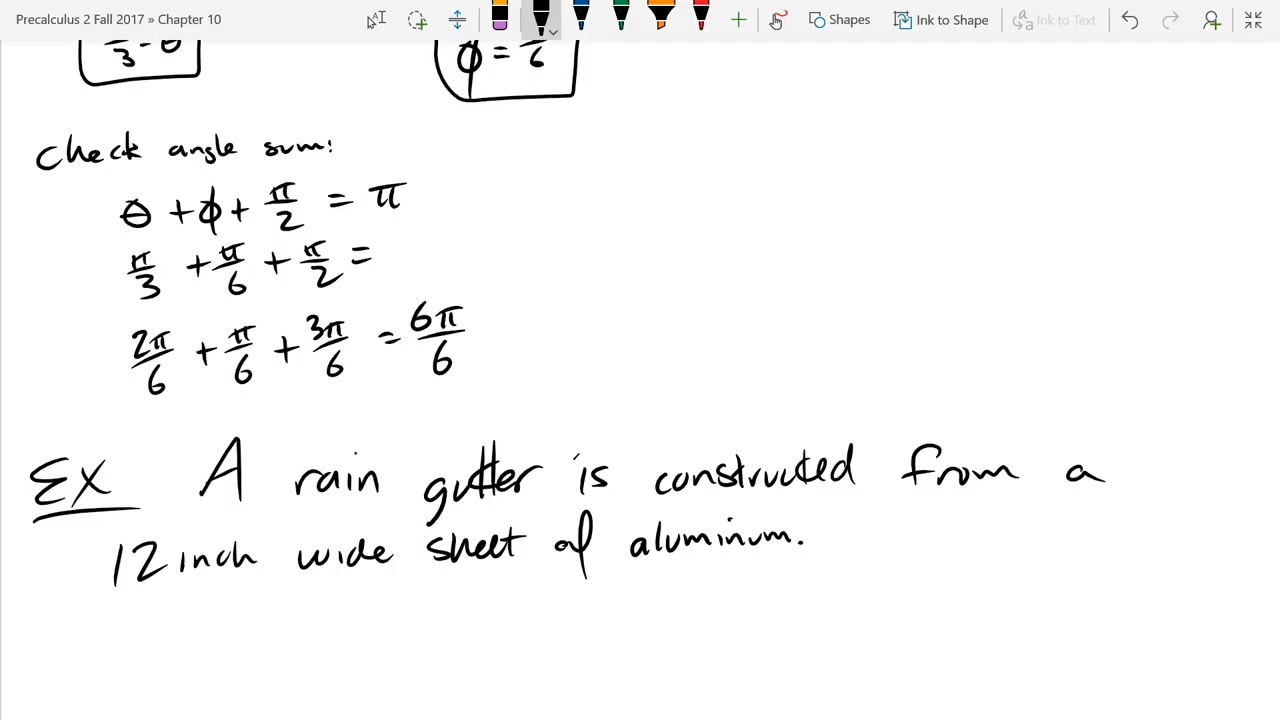 Precalculus 2 Fall 2017 » Chapter 10
Shapes
Ink to Shape
Ink to Text
π/3 = θ
ϕ = π/6
Check angle sum:
θ + ϕ + π/2 = π
π/3 + π/6 + π/2 =
2π/6 + π/6 + 3π/6 = 6π/6
EX A rain gutter is constructed from a
12 inch wide sheet of aluminum.